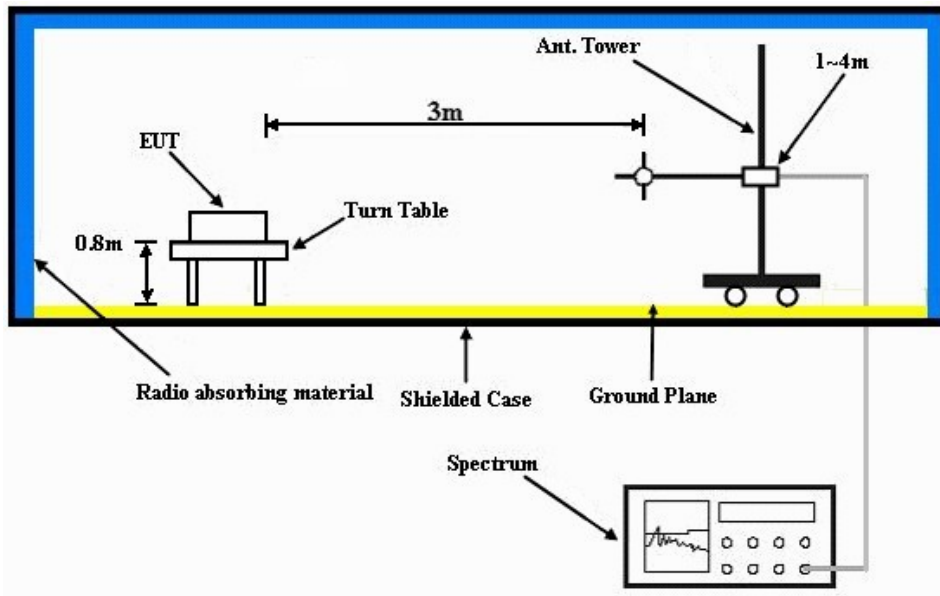 Ant. Tower
1~4m
3m
EUT
Turn Table
0.8m
Radio absorbing material
Shielded Case
Ground Plane
Spectrum